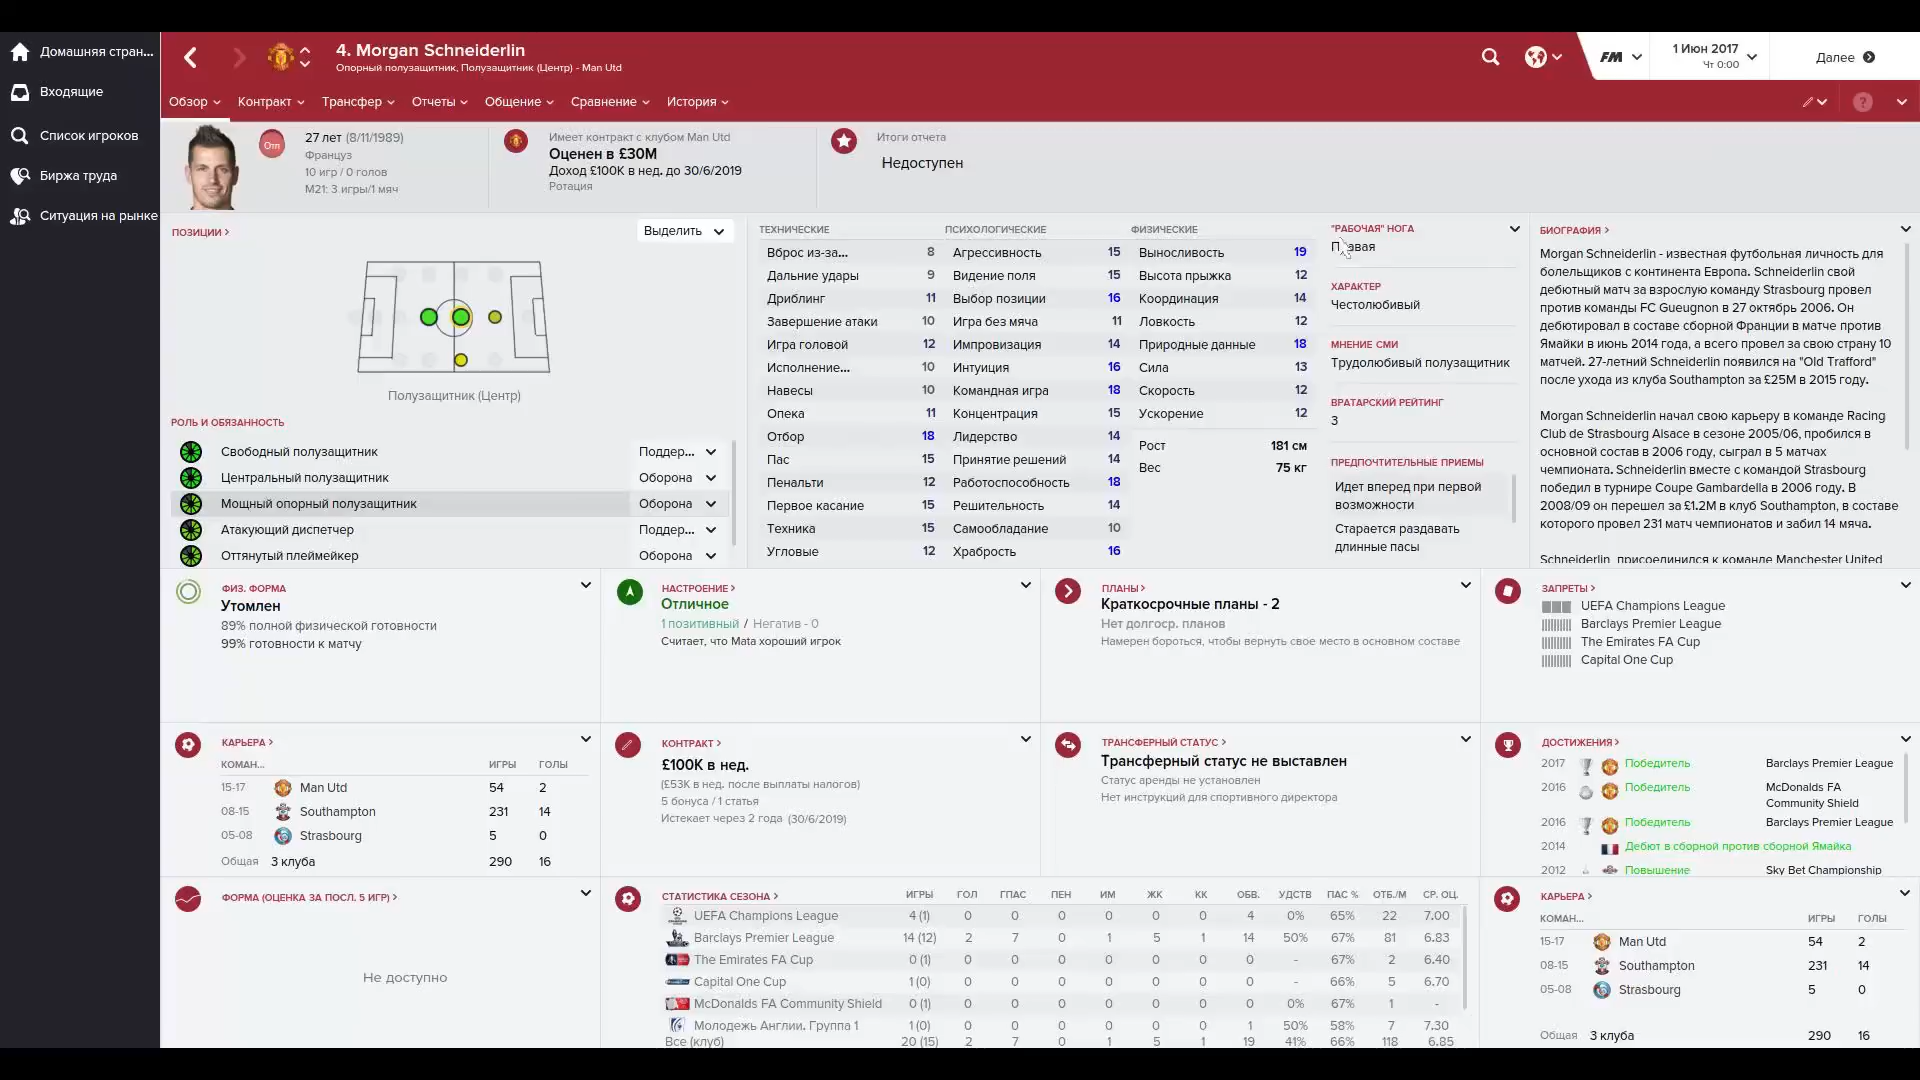 Домашняя стран...
Входящие
Список игроков
Биржа труда
Ситуация на рынке
4. Morgan Schneiderlin
Опорный полузащитник, Полузащитник (Центр) - Man Utd
FM
1 Июн 2017
Чт 0:00
Далее
Обзор
Контракт
Трансфер
Отчеты
Общение
Сравнение
История
?
Отп
27 лет (8/11/1989)
Француз
10 игр / 0 голов
М21: 3 игры/1 мяч
Имеет контракт с клубом Man Utd
Оценен в £30M
Доход £100K в нед. до 30/6/2019
Ротация
Итоги отчета
Недоступен
ПОЗИЦИИ >
Выделить
Полузащитник (Центр)
РОЛЬ И ОБЯЗАННОСТЬ
Свободный полузащитник Поддер...
Центральный полузащитник Оборона
Мощный опорный полузащитник Оборона
Атакующий диспетчер Поддер...
Оттянутый плеймейкер Оборона
ТЕХНИЧЕСКИЕ
Вброс из-за... 8
Дальние удары 9
Дриблинг 11
Завершение атаки 10
Игра головой 12
Исполнение... 10
Навесы 10
Опека 11
Отбор 18
Пас 15
Пенальти 12
Первое касание 15
Техника 15
Угловые 12
ПСИХОЛОГИЧЕСКИЕ
Агрессивность 15
Видение поля 15
Выбор позиции 16
Игра без мяча 11
Импровизация 14
Интуиция 16
Командная игра 18
Концентрация 15
Лидерство 14
Принятие решений 14
Работоспособность 18
Решительность 14
Самообладание 10
Храбрость 16
ФИЗИЧЕСКИЕ
Выносливость 19
Высота прыжка 12
Координация 14
Ловкость 12
Природные данные 18
Сила 13
Скорость 12
Ускорение 12
Рост 181 см
Вес 75 кг
"РАБОЧАЯ" НОГА
Правая
ХАРАКТЕР
Честолюбивый
МНЕНИЕ СМИ
Трудолюбивый полузащитник
ВРАТАРСКИЙ РЕЙТИНГ
3
ПРЕДПОЧТИТЕЛЬНЫЕ ПРИЕМЫ
Идет вперед при первой
возможности
Старается раздавать
длинные пасы
БИОГРАФИЯ >
Morgan Schneiderlin - известная футбольная личность для
болельщиков с континента Европа. Schneiderlin свой
дебютный матч за взрослую команду Strasbourg провел
против команды FC Gueugnon в 27 октябрь 2006. Он
дебютировал в составе сборной Франции в матче против
Ямайки в июнь 2014 года, а всего провел за свою страну 10
матчей. 27-летний Schneiderlin появился на "Old Trafford"
после ухода из клуба Southampton за £25M в 2015 году.
Morgan Schneiderlin начал свою карьеру в команде Racing
Club de Strasbourg Alsace в сезоне 2005/06, пробился в
основной состав в 2006 году, сыграл в 5 матчах
чемпионата. Schneiderlin вместе с командой Strasbourg
победил в турнире Coupe Gambardella в 2006 году. В
2008/09 он перешел за £1.2M в клуб Southampton, в составе
которого провел 231 матч чемпионатов и забил 14 мяча.
Schneiderlin присоединился к команде Manchester United
ФИЗ. ФОРМА
Утомлен
89% полной физической готовности
99% готовности к матчу
НАСТРОЕНИЕ >
Отличное
1 позитивный / Негатив - 0
Считает, что Mata хороший игрок
ПЛАНЫ >
Краткосрочные планы - 2
Нет долгоср. планов
Намерен бороться, чтобы вернуть свое место в основном составе
ЗАПРЕТЫ >
UEFA Champions League
Barclays Premier League
The Emirates FA Cup
Capital One Cup
КАРЬЕРА >
КОМАН... ИГРЫ ГОЛЫ
15-17 Man Utd 54 2
08-15 Southampton 231 14
05-08 Strasbourg 5 0
Общая 3 клуба 290 16
КОНТРАКТ >
£100K в нед.
(£53K в нед. после выплаты налогов)
5 бонуса / 1 статья
Истекает через 2 года (30/6/2019)
ТРАНСФЕРНЫЙ СТАТУС >
Трансферный статус не выставлен
Статус аренды не установлен
Нет инструкций для спортивного директора
ДОСТИЖЕНИЯ >
2017 Победитель Barclays Premier League
2016 Победитель McDonalds FA
Community Shield
2016 Победитель Barclays Premier League
2014 Дебют в сборной против сборной Ямайка
2012 Повышение Sky Bet Championship
ФОРМА (ОЦЕНКА ЗА ПОСЛ. 5 ИГР) >
Не доступно
СТАТИСТИКА СЕЗОНА > ИГРЫ ГОЛ ГПАС ПЕН ИМ ЖК КК ОБВ. УДСТВ ПАС % ОТБ./М СР. ОЦ.
UEFA Champions League 4 (1) 0 0 0 0 0 0 4 0% 65% 22 7.00
Barclays Premier League 14 (12) 2 7 0 1 5 1 14 50% 67% 81 6.83
The Emirates FA Cup 0 (1) 0 0 0 0 0 0 0 - 67% 2 6.40
Capital One Cup 1 (0) 0 0 0 0 0 0 0 - 66% 5 6.70
McDonalds FA Community Shield 0 (1) 0 0 0 0 0 0 0 0% 67% 1 -
Молодежь Англии. Группа 1 1 (0) 0 0 0 0 0 0 1 50% 58% 7 7.30
Все (клуб) 20 (15) 2 7 0 1 5 1 19 41% 66% 118 6.85
КАРЬЕРА >
КОМАН... ИГРЫ ГОЛЫ
15-17 Man Utd 54 2
08-15 Southampton 231 14
05-08 Strasbourg 5 0
Общая 3 клуба 290 16